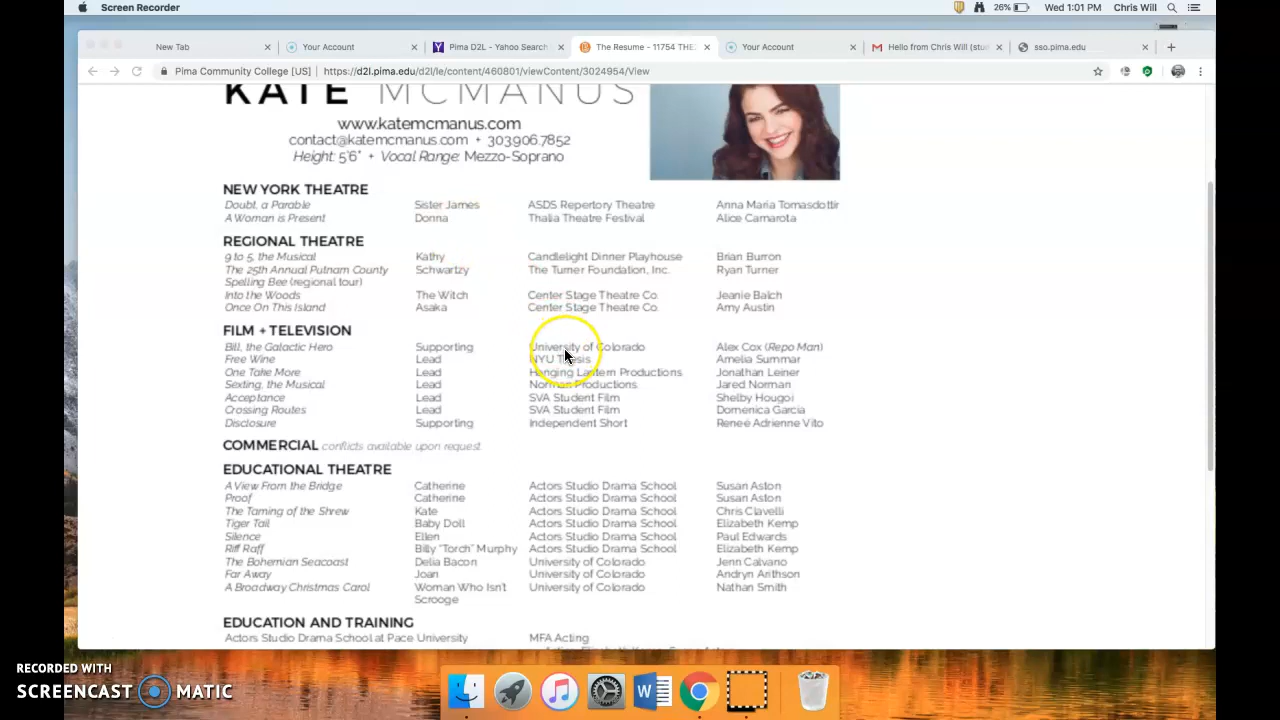 Screen Recorder 26% Wed 1:01 PM Chris Will
New Tab Your Account Pima D2L - Yahoo Search The Resume - 11754 THE Your Account Hello from Chris Will (stu sso.pima.edu
Pima Community College [US] https://d2l.pima.edu/d2l/le/content/460801/viewContent/3024954/View
KATE MCMANUS
www.katemcmanus.com
contact@katemcmanus.com + 303.906.7852
Height: 5'6" + Vocal Range: Mezzo-Soprano
NEW YORK THEATRE
Doubt, a Parable Sister James ASDS Repertory Theatre Anna Maria Tomasdottir
A Woman is Present Donna Thalia Theatre Festival Alice Camarota
REGIONAL THEATRE
9 to 5, the Musical Kathy Candlelight Dinner Playhouse Brian Burron
The 25th Annual Putnam County Schwartzy The Turner Foundation, Inc. Ryan Turner
Spelling Bee (regional tour)
Into the Woods The Witch Center Stage Theatre Co. Jeanie Balch
Once On This Island Asaka Center Stage Theatre Co. Amy Austin
FILM + TELEVISION
Bill, the Galactic Hero Supporting University of Colorado Alex Cox (Repo Man)
Free Wine Lead NYU Thesis Amelia Summar
One Take More Lead Hanging Lantern Productions Jonathan Leiner
Sexting, the Musical Lead Norman Productions Jared Norman
Acceptance Lead SVA Student Film Shelby Hougoi
Crossing Routes Lead SVA Student Film Domenica Garcia
Disclosure Supporting Independent Short Reneé Adrienne Vito
COMMERCIAL conflicts available upon request
EDUCATIONAL THEATRE
A View From the Bridge Catherine Actors Studio Drama School Susan Aston
Proof Catherine Actors Studio Drama School Susan Aston
The Taming of the Shrew Kate Actors Studio Drama School Chris Clavelli
Tiger Tail Baby Doll Actors Studio Drama School Elizabeth Kemp
Silence Ellen Actors Studio Drama School Paul Edwards
Riff Raff Billy "Torch" Murphy Actors Studio Drama School Elizabeth Kemp
The Bohemian Seacoast Delia Bacon University of Colorado Jenn Calvano
Far Away Joan University of Colorado Andryn Arithson
A Broadway Christmas Carol Woman Who Isn't University of Colorado Nathan Smith
Scrooge
EDUCATION AND TRAINING
Actors Studio Drama School at Pace University MFA Acting
RECORDED WITH
SCREENCAST MATIC